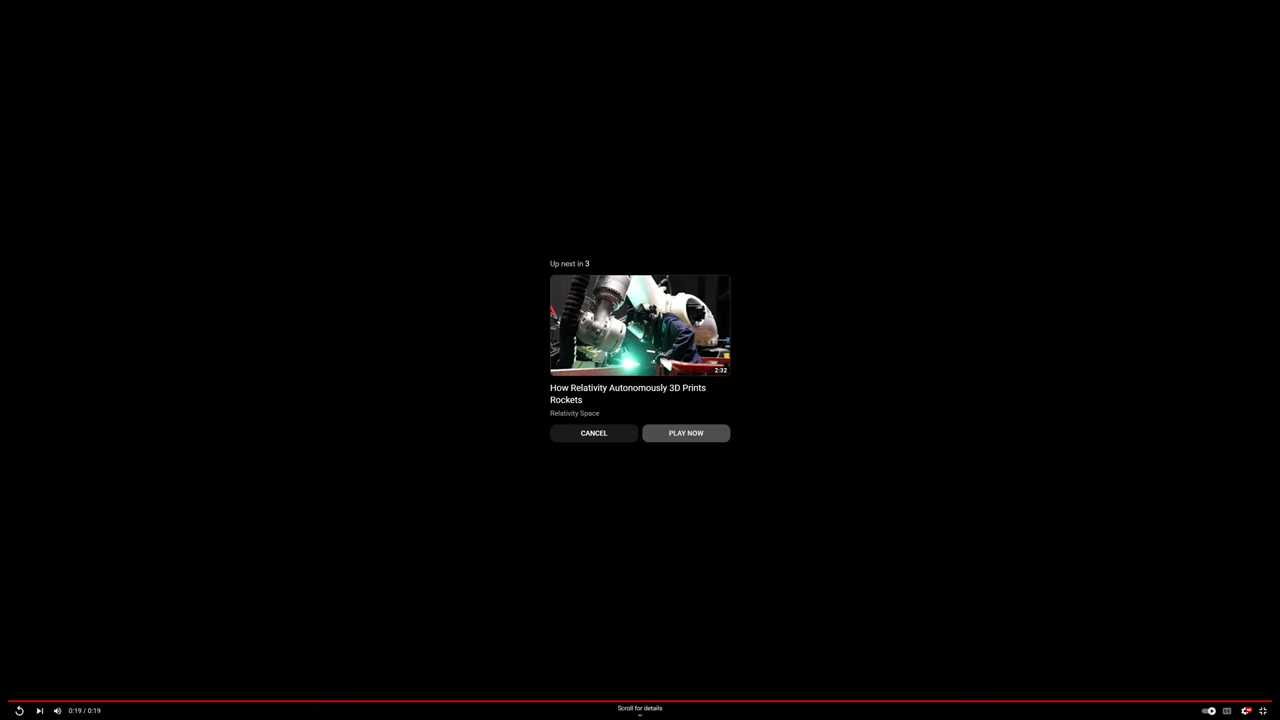 Up next in 3
2:32
How Relativity Autonomously 3D Prints
Rockets
Relativity Space
CANCEL
PLAY NOW
Scroll for details
0:19 / 0:19